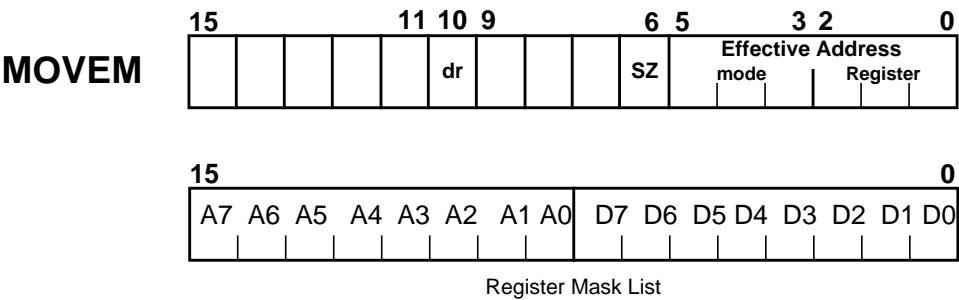 15 11 10 9 6 5 3 2 0
MOVEM dr SZ Effective Address
mode Register
15 0
A7 A6 A5 A4 A3 A2 A1 A0 D7 D6 D5 D4 D3 D2 D1 D0
Register Mask List